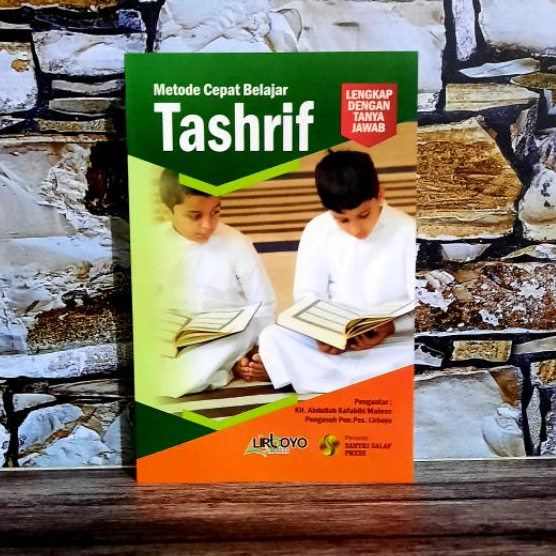 Metode Cepat Belajar
Tashrif
LENGKAP
DENGAN
TANYA
JAWAB
Pengantar :
KH. Abdullah Kafabihi Mahrus
Pengasuh Pon.Pes. Lirboyo
LIRBOYO
Penerbit
SANTRI SALAF
PRESS